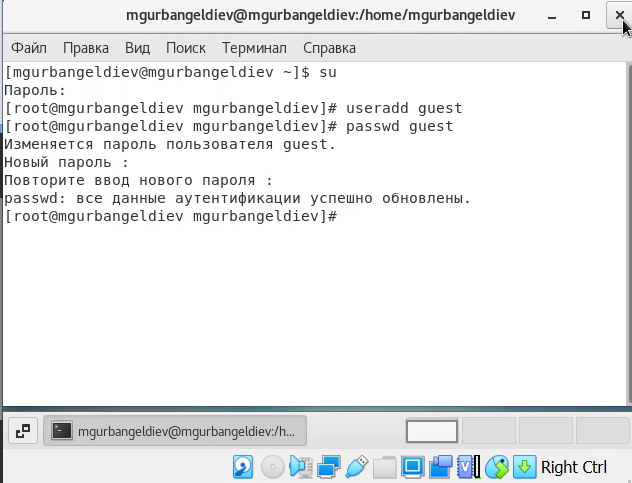 mgurbangeldiev@mgurbangeldiev:/home/mgurbangeldiev
Файл Правка Вид Поиск Терминал Справка
[mgurbangeldiev@mgurbangeldiev ~]$ su
Пароль:
[root@mgurbangeldiev mgurbangeldiev]# useradd guest
[root@mgurbangeldiev mgurbangeldiev]# passwd guest
Изменяется пароль пользователя guest.
Новый пароль :
Повторите ввод нового пароля :
passwd: все данные аутентификации успешно обновлены.
[root@mgurbangeldiev mgurbangeldiev]#
mgurbangeldiev@mgurbangeldiev:/h...
Right Ctrl